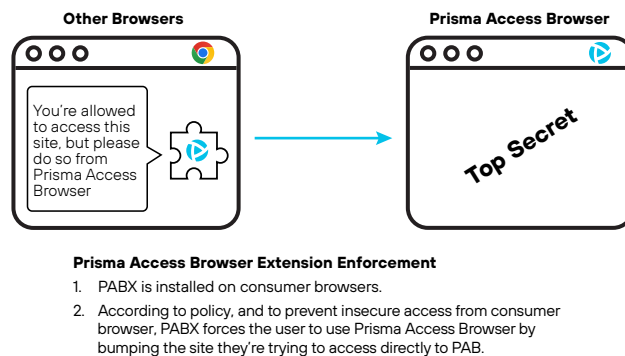 Other Browsers
Prisma Access Browser
You're allowed
to access this
site, but please
do so from
Prisma Access
Browser
Top Secret
Prisma Access Browser Extension Enforcement
1. PABX is installed on consumer browsers.
2. According to policy, and to prevent insecure access from consumer
browser, PABX forces the user to use Prisma Access Browser by
bumping the site they're trying to access directly to PAB.